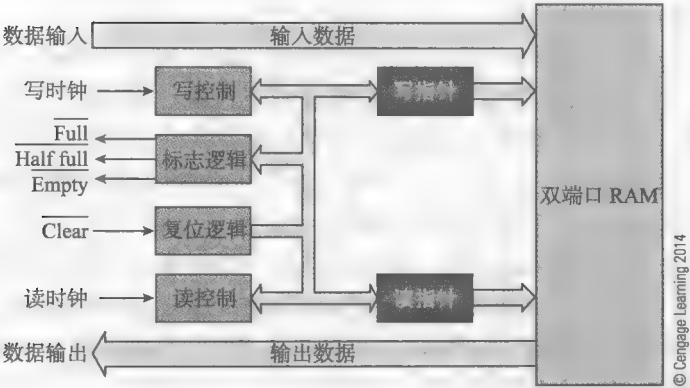 数据输入
输入数据
写时钟
写控制
Full
Half full
标志逻辑
Empty
双端口 RAM
Clear
复位逻辑
读时钟
读控制
数据输出
输出数据
© Cengage Learning 2014